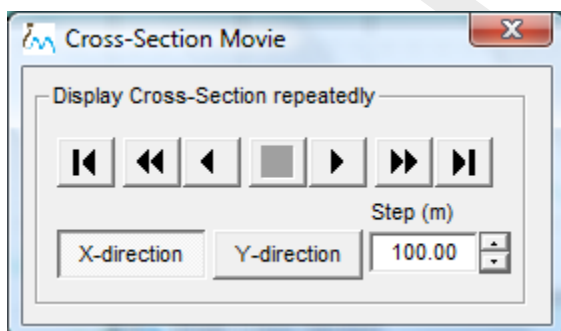 Cross-Section Movie
Display Cross-Section repeatedly
Step (m)
X-direction Y-direction 100.00